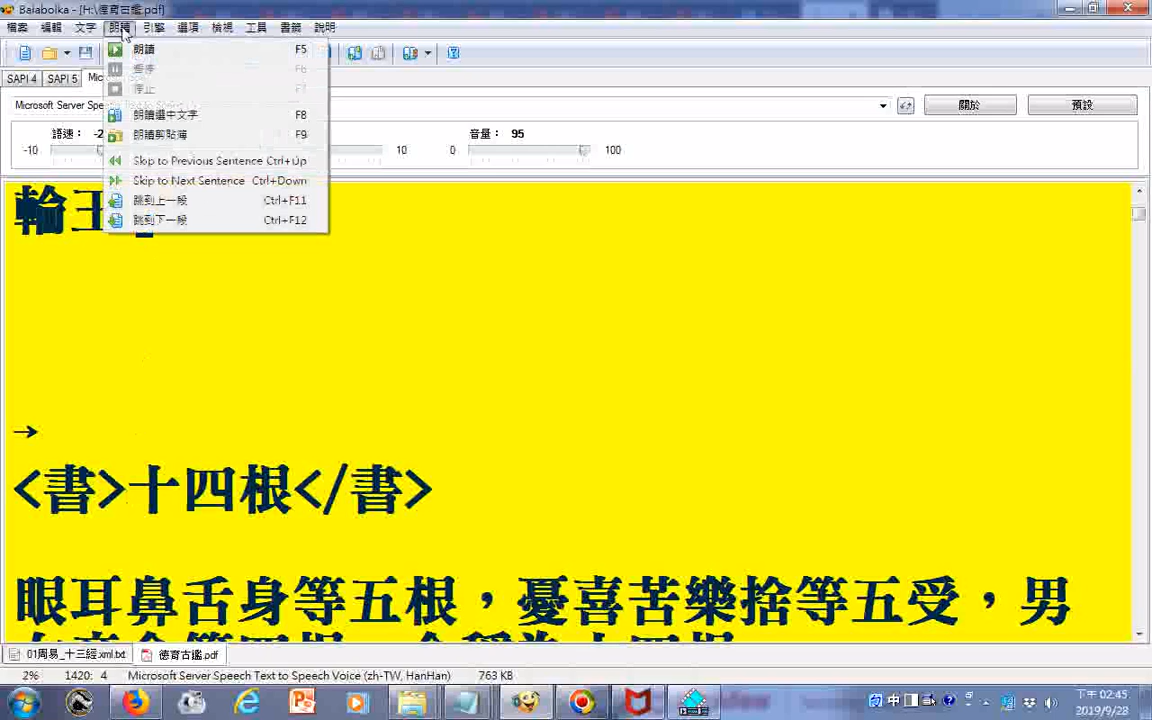 Balabolka - [H:\德育古鑑.pdf]
檔案 編輯 文字 朗讀 引擎 選項 檢視 工具 書籤 說明
朗讀 F5
暫停 F6
停止 F7
朗讀選中文字 F8
朗讀剪貼簿 F9
Skip to Previous Sentence Ctrl+Up
Skip to Next Sentence Ctrl+Down
跳到上一段 Ctrl+F11
跳到下一段 Ctrl+F12
SAPI 4 SAPI 5 Mic
Microsoft Server Spe
關於 預設
語速： -2 音量： 95
-10 10 0 100
輪王
→
<書>十四根</書>
眼耳鼻舌身等五根，憂喜苦樂捨等五受，男
01周易_十三經.xml.txt 德育古鑑.pdf
2% 1420: 4 Microsoft Server Speech Text to Speech Voice (zh-TW, HanHan) 763 KB
中
下午 02:45
2019/9/28